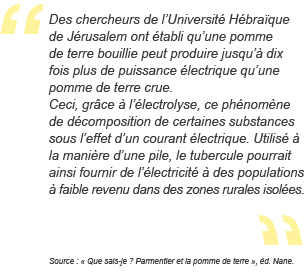 Des chercheurs de l’Université Hébraïque
de Jérusalem ont établi qu’une pomme
de terre bouillie peut produire jusqu’à dix
fois plus de puissance électrique qu’une
pomme de terre crue.
Ceci, grâce à l’électrolyse, ce phénomène
de décomposition de certaines substances
sous l’effet d’un courant électrique. Utilisé à
la manière d’une pile, le tubercule pourrait
ainsi fournir de l’électricité à des populations
à faible revenu dans des zones rurales isolées.
Source : « Que sais-je ? Parmentier et la pomme de terre », éd. Nane.